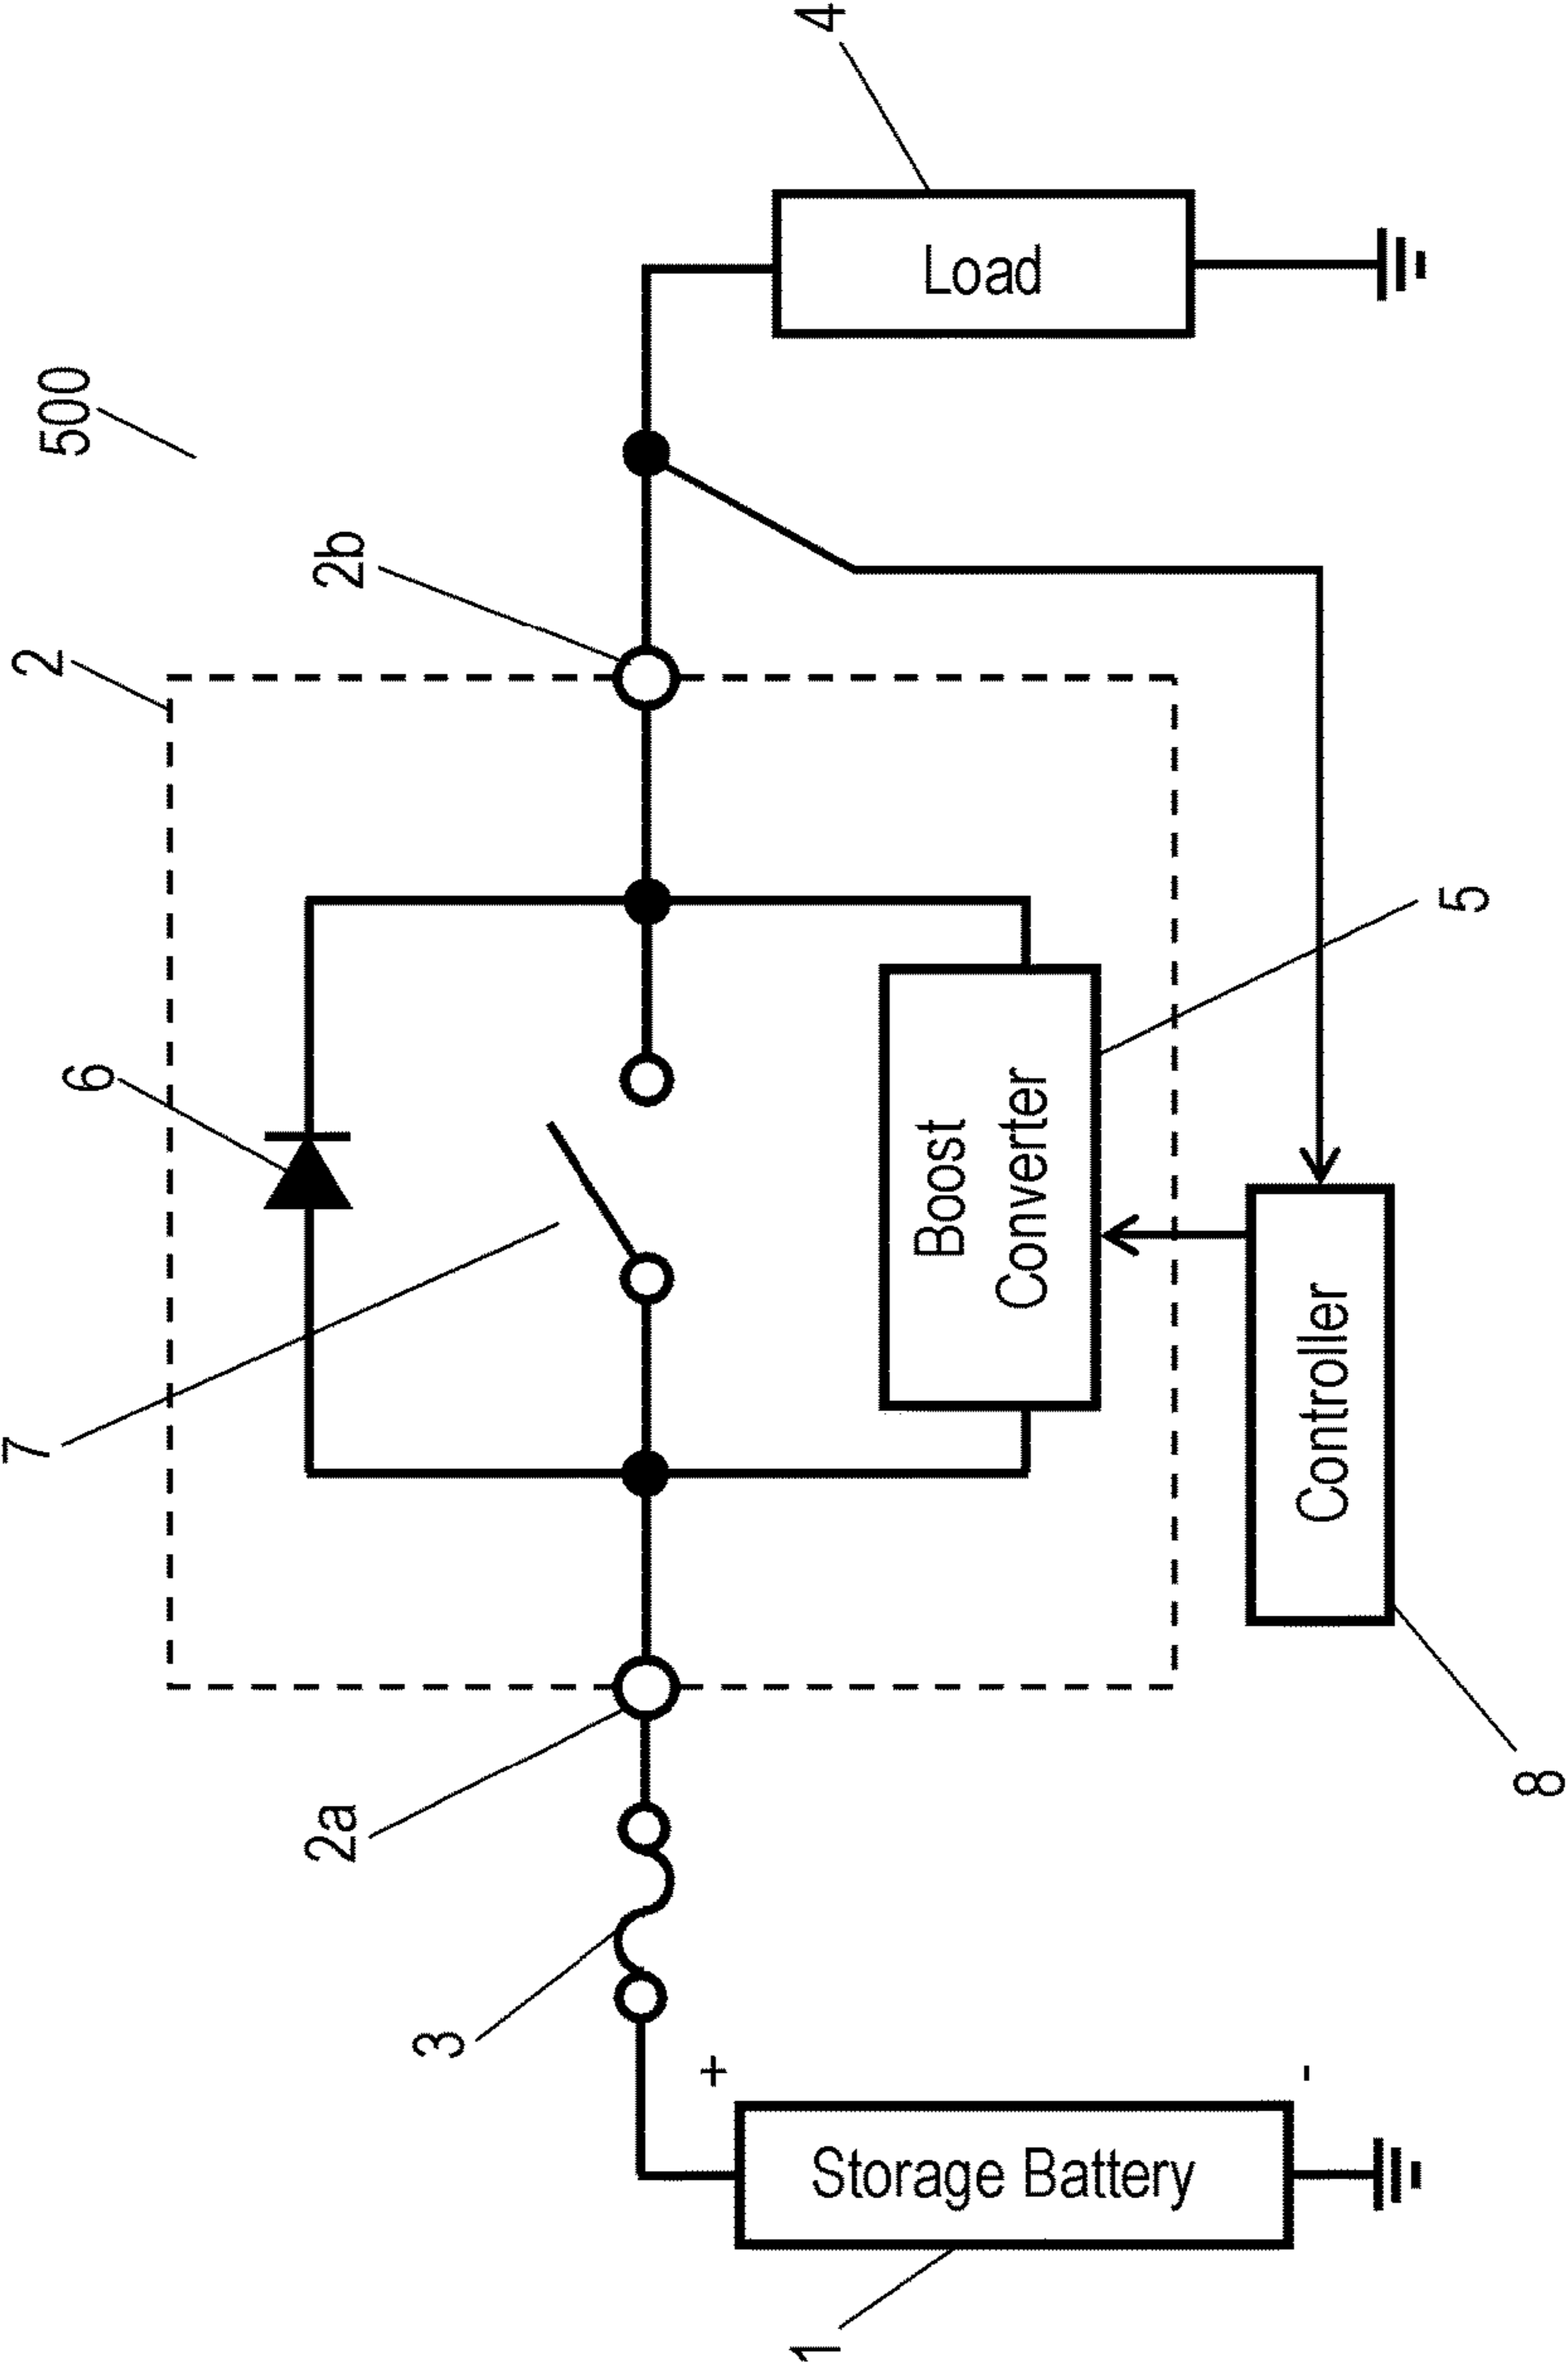 500
2
6
7
2a
2b
3
4
+
-
Storage Battery
1
Boost
Converter
5
Load
Controller
8